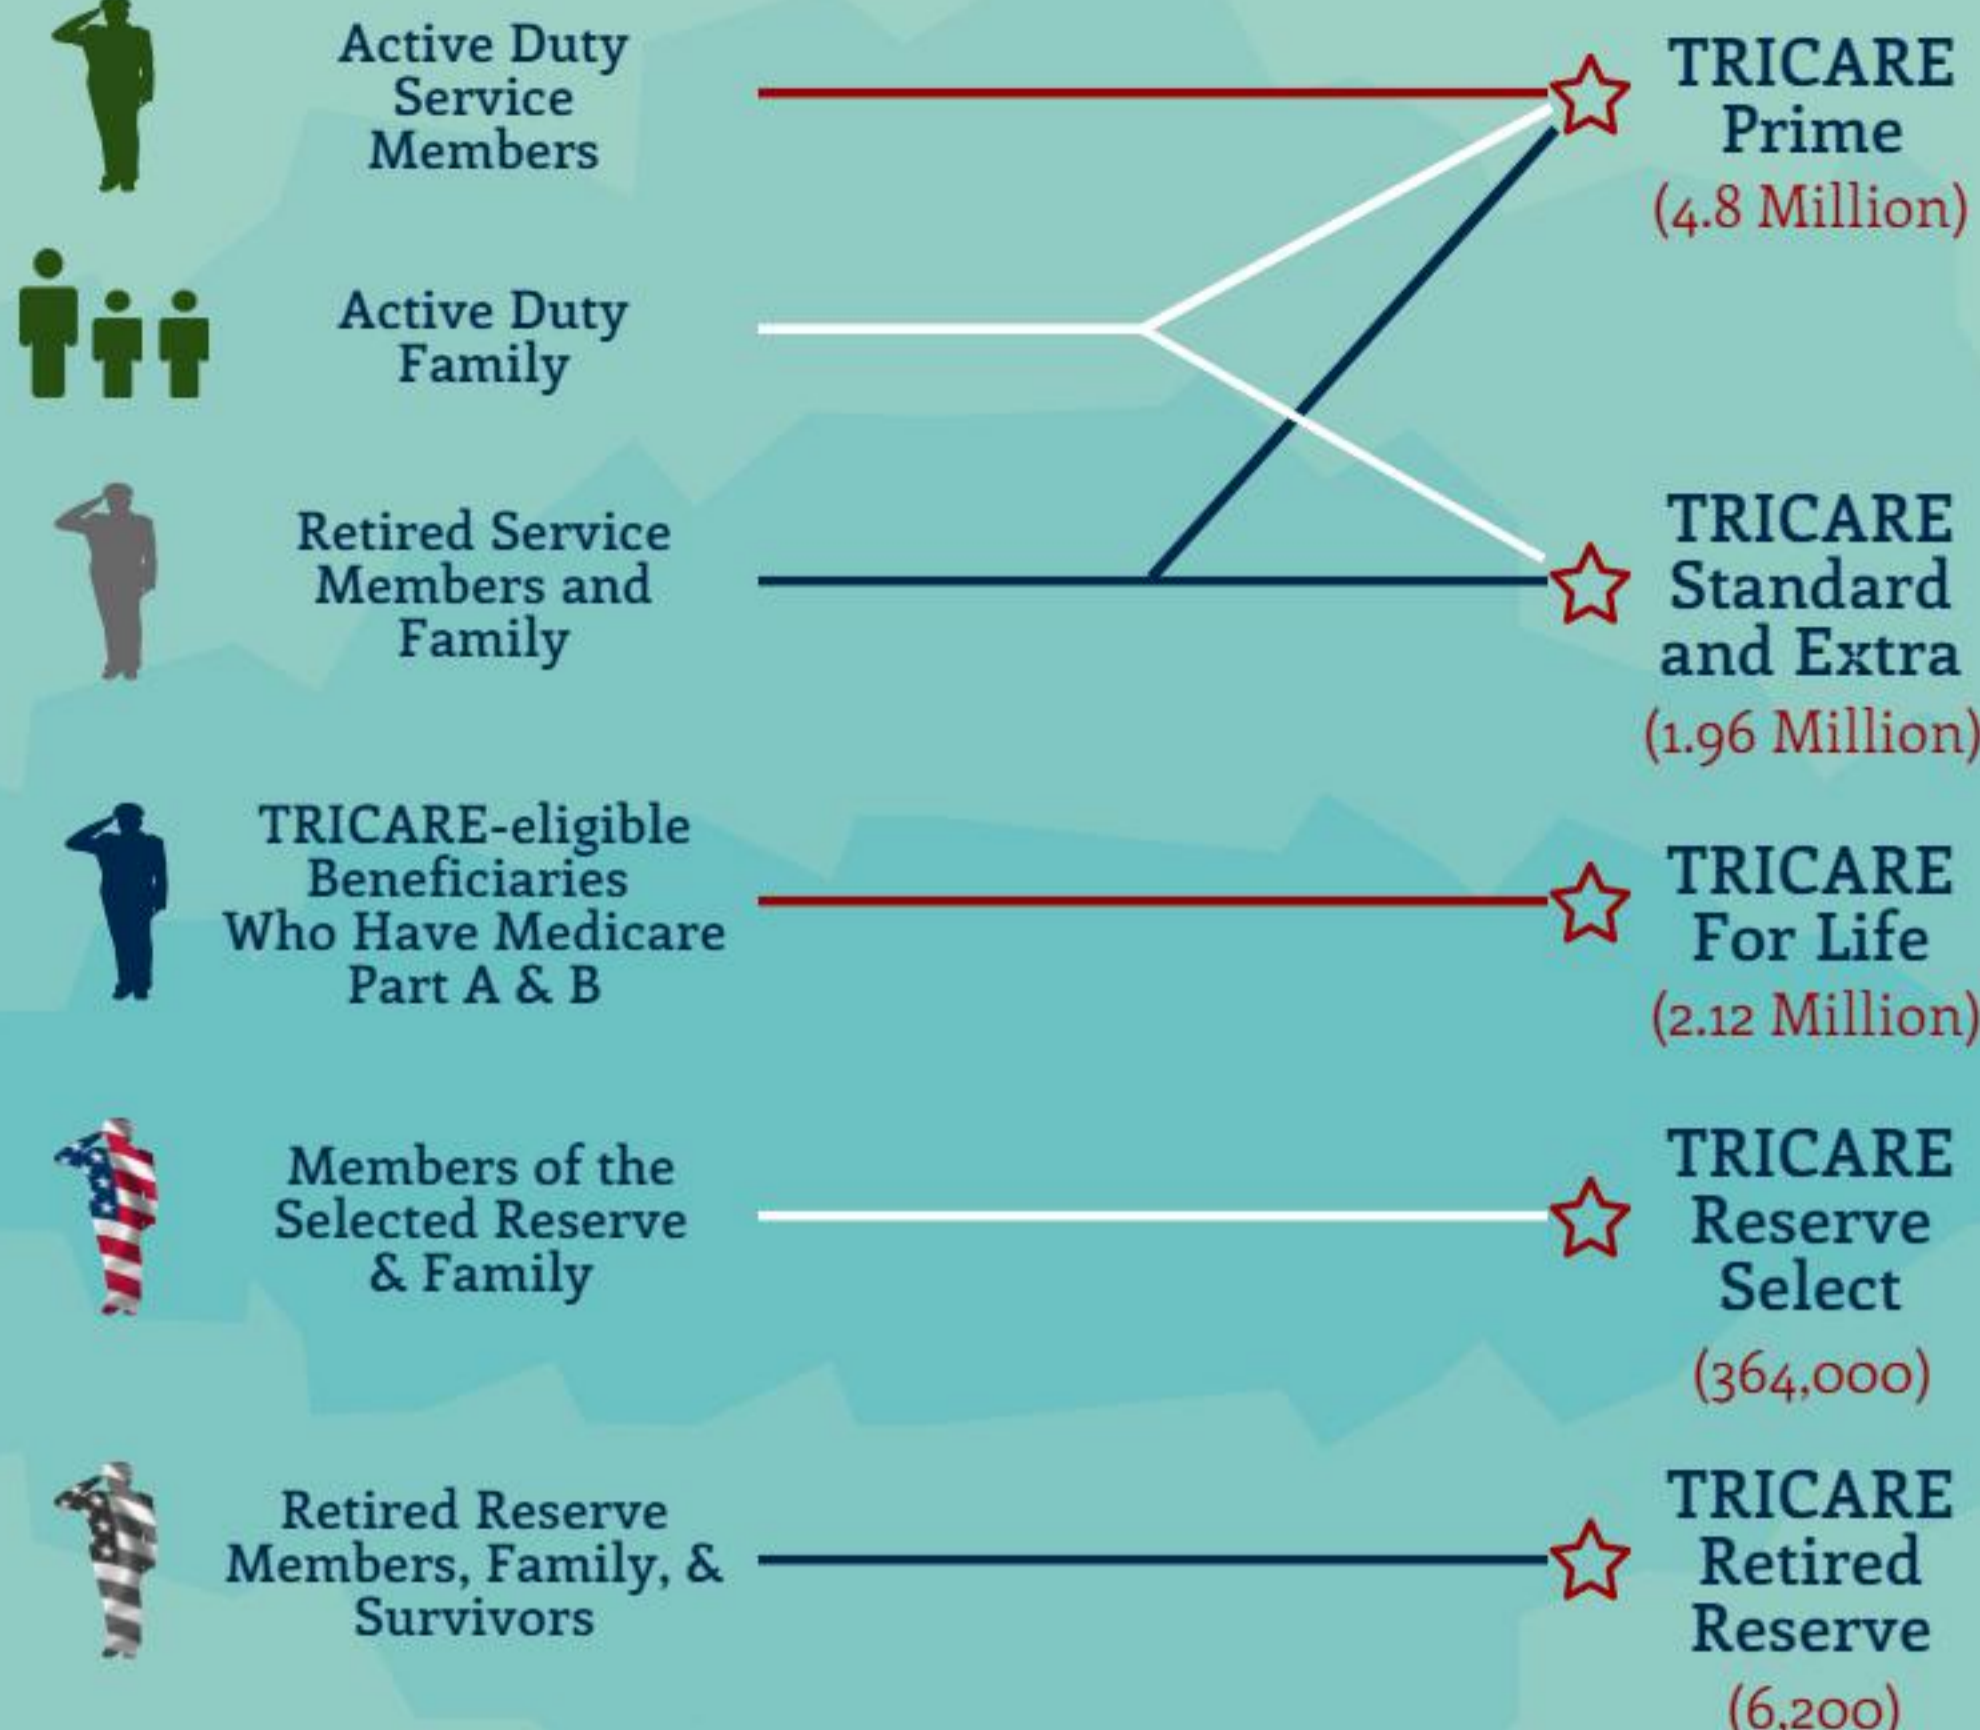 Active Duty
Service
Members
TRICARE
Prime
(4.8 Million)
Active Duty
Family
Retired Service
Members and
Family
TRICARE
Standard
and Extra
(1.96 Million)
TRICARE-eligible
Beneficiaries
Who Have Medicare
Part A & B
TRICARE
For Life
(2.12 Million)
Members of the
Selected Reserve
& Family
TRICARE
Reserve
Select
(364,000)
Retired Reserve
Members, Family, &
Survivors
TRICARE
Retired
Reserve
(6,200)